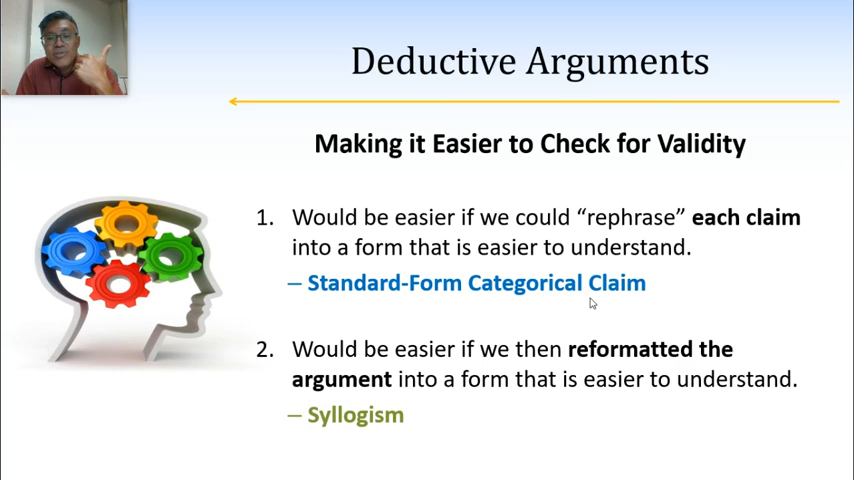 Deductive Arguments
Making it Easier to Check for Validity
1. Would be easier if we could “rephrase” each claim
into a form that is easier to understand.
– Standard-Form Categorical Claim
2. Would be easier if we then reformatted the
argument into a form that is easier to understand.
– Syllogism